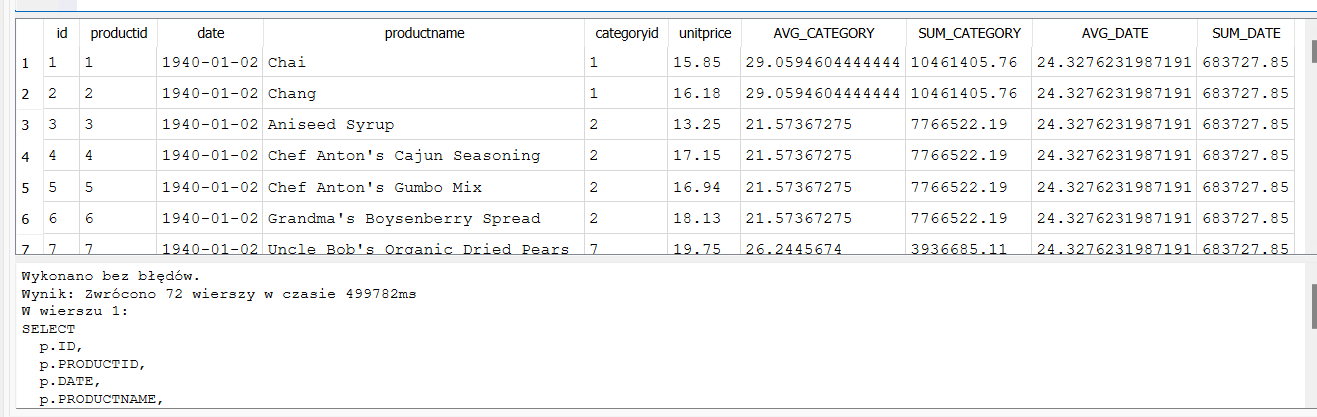 id productid date productname categoryid unitprice AVG_CATEGORY SUM_CATEGORY AVG_DATE SUM_DATE
1 1 1 1940-01-02 Chai 1 15.85 29.0594604444444 10461405.76 24.3276231987191 683727.85
2 2 2 1940-01-02 Chang 1 16.18 29.0594604444444 10461405.76 24.3276231987191 683727.85
3 3 3 1940-01-02 Aniseed Syrup 2 13.25 21.57367275 7766522.19 24.3276231987191 683727.85
4 4 4 1940-01-02 Chef Anton's Cajun Seasoning 2 17.15 21.57367275 7766522.19 24.3276231987191 683727.85
5 5 5 1940-01-02 Chef Anton's Gumbo Mix 2 16.94 21.57367275 7766522.19 24.3276231987191 683727.85
6 6 6 1940-01-02 Grandma's Boysenberry Spread 2 18.13 21.57367275 7766522.19 24.3276231987191 683727.85
7 7 7 1940-01-02 Uncle Bob's Organic Dried Pears 7 19.75 26.2445674 3936685.11 24.3276231987191 683727.85
Wykonano bez błędów.
Wynik: Zwrócono 72 wierszy w czasie 499782ms
W wierszu 1:
SELECT
p.ID,
p.PRODUCTID,
p.DATE,
p.PRODUCTNAME,